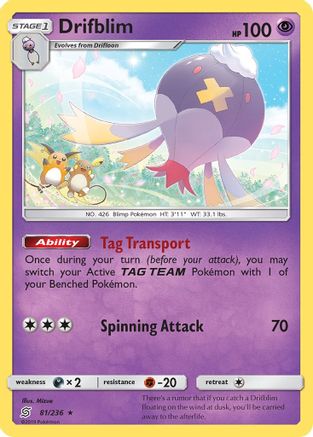 STAGE 1 Drifblim HP 100
Evolves from Drifloon
NO. 426 Blimp Pokémon HT: 3'11" WT: 33.1 lbs.
Ability Tag Transport
Once during your turn (before your attack), you may
switch your Active TAG TEAM Pokémon with 1 of
your Benched Pokémon.
Spinning Attack 70
weakness ×2 resistance -20 retreat
Illus. Mizue
81/236 ★
©2019 Pokémon
There's a rumor that if you catch a Drifblim
floating on the wind at dusk, you'll be carried
away to the afterlife.